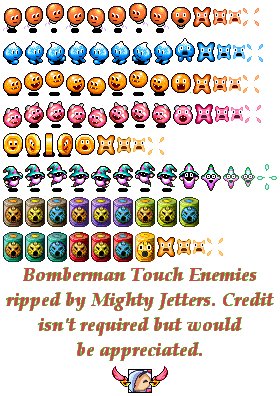 Bomberman Touch Enemies
ripped by Mighty Jetters. Credit
isn't required but would
be appreciated.